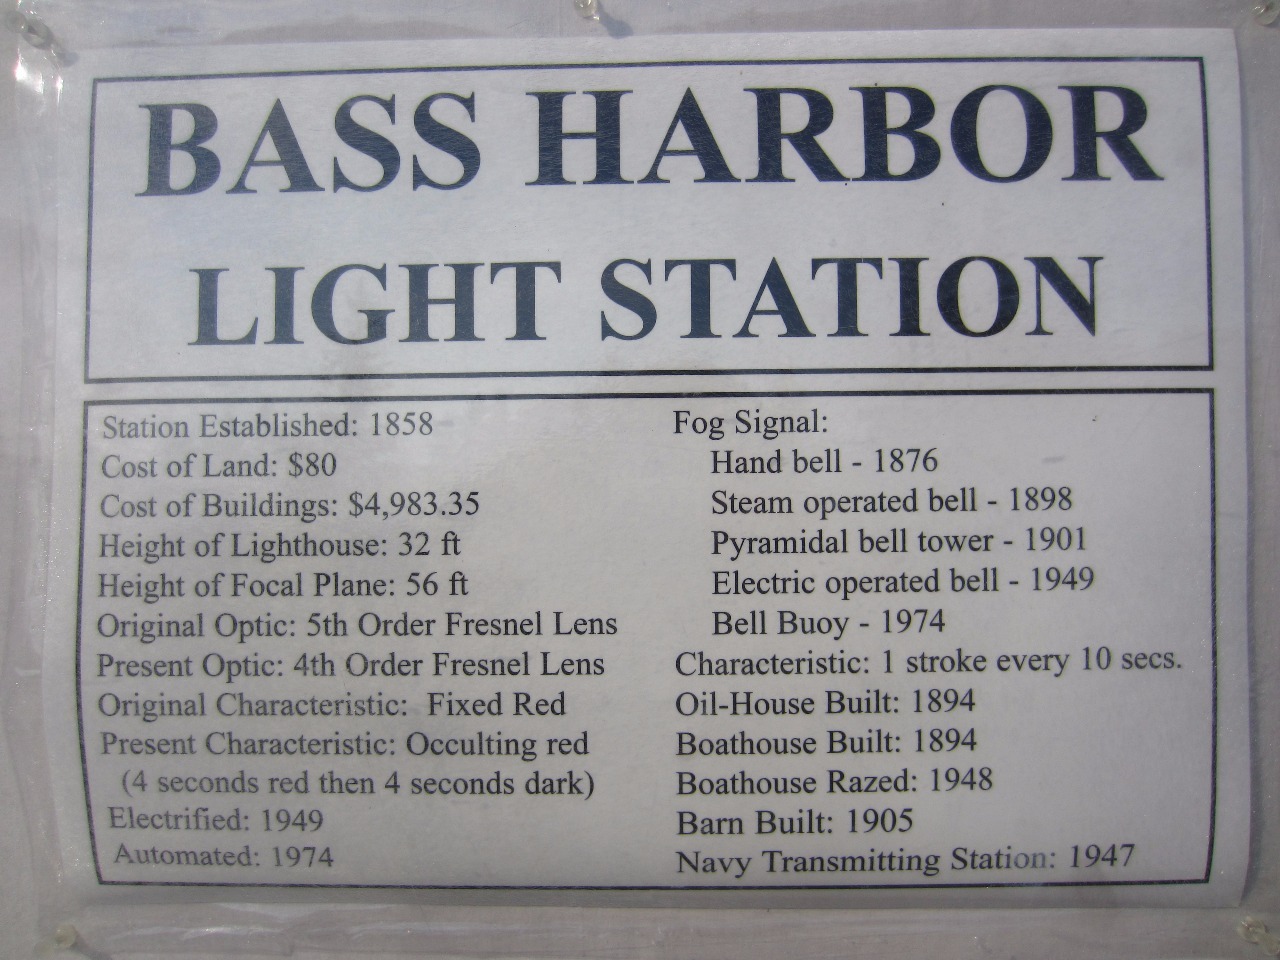 BASS HARBOR
LIGHT STATION
Station Established: 1858
Cost of Land: $80
Cost of Buildings: $4,983.35
Height of Lighthouse: 32 ft
Height of Focal Plane: 56 ft
Original Optic: 5th Order Fresnel Lens
Present Optic: 4th Order Fresnel Lens
Original Characteristic: Fixed Red
Present Characteristic: Occulting red
(4 seconds red then 4 seconds dark)
Electrified: 1949
Automated: 1974
Fog Signal:
Hand bell - 1876
Steam operated bell - 1898
Pyramidal bell tower - 1901
Electric operated bell - 1949
Bell Buoy - 1974
Characteristic: 1 stroke every 10 secs.
Oil-House Built: 1894
Boathouse Built: 1894
Boathouse Razed: 1948
Barn Built: 1905
Navy Transmitting Station: 1947